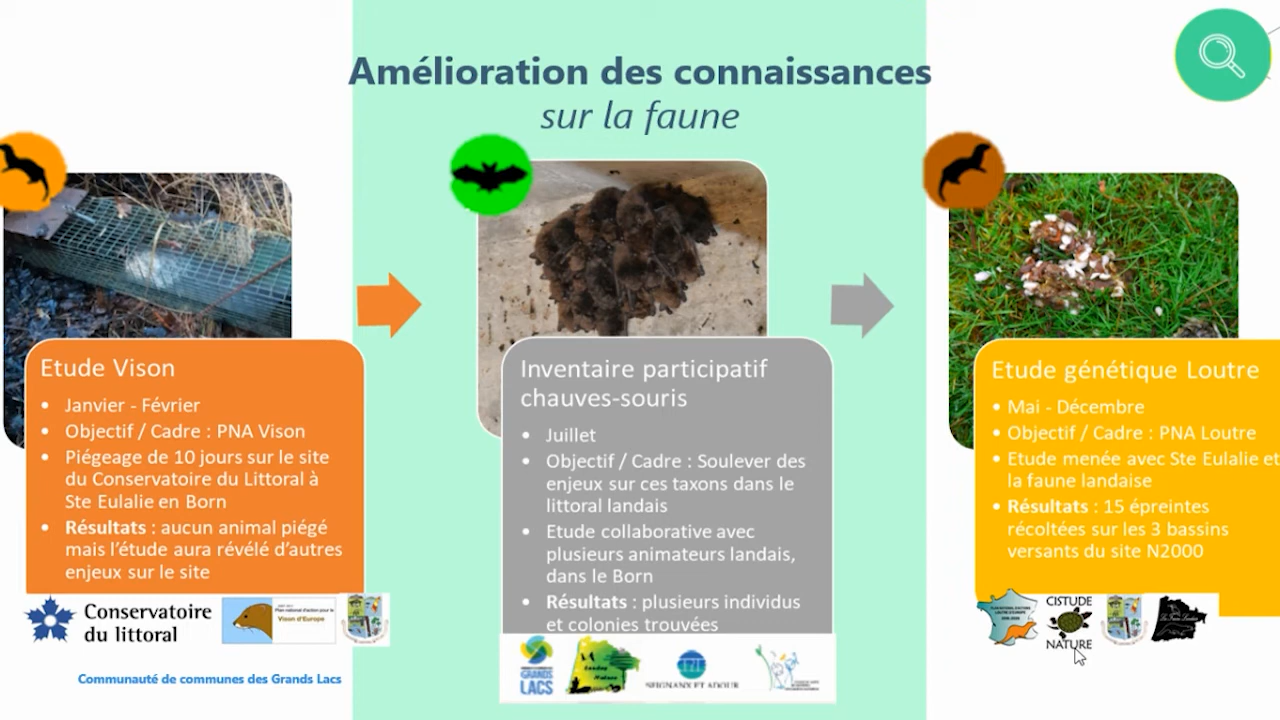 Amélioration des connaissances
sur la faune
Etude Vison
• Janvier - Février
• Objectif / Cadre : PNA Vison
• Piégeage de 10 jours sur le site
du Conservatoire du Littoral à
Ste Eulalie en Born
• Résultats : aucun animal piégé
mais l'étude aura révélé d'autres
enjeux sur le site
Conservatoire
du littoral
Vison d'Europe
Communauté de communes des Grands Lacs
Inventaire participatif
chauves-souris
• Juillet
• Objectif / Cadre : Soulever des
enjeux sur ces taxons dans le
littoral landais
• Etude collaborative avec
plusieurs animateurs landais,
dans le Born
• Résultats : plusieurs individus
et colonies trouvées
GRANDS
LACS
Landes
Nature
SEIGNANX ET ADOUR
Etude génétique Loutre
• Mai - Décembre
• Objectif / Cadre : PNA Loutre
• Etude menée avec Ste Eulalie et
la faune landaise
• Résultats : 15 épreintes
récoltées sur les 3 bassins
versants du site N2000
CISTUDE
NATURE